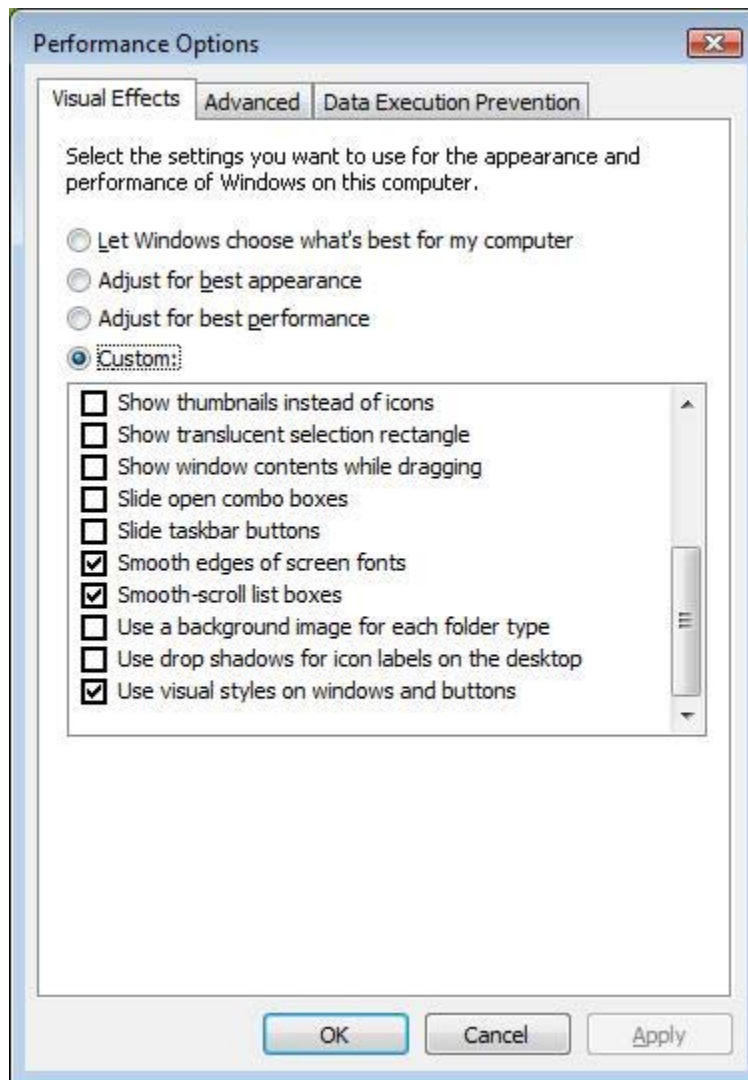 Performance Options
Visual Effects
Advanced
Data Execution Prevention
Select the settings you want to use for the appearance and
performance of Windows on this computer.
Let Windows choose what's best for my computer
Adjust for best appearance
Adjust for best performance
Custom:
Show thumbnails instead of icons
Show translucent selection rectangle
Show window contents while dragging
Slide open combo boxes
Slide taskbar buttons
Smooth edges of screen fonts
Smooth-scroll list boxes
Use a background image for each folder type
Use drop shadows for icon labels on the desktop
Use visual styles on windows and buttons
OK
Cancel
Apply